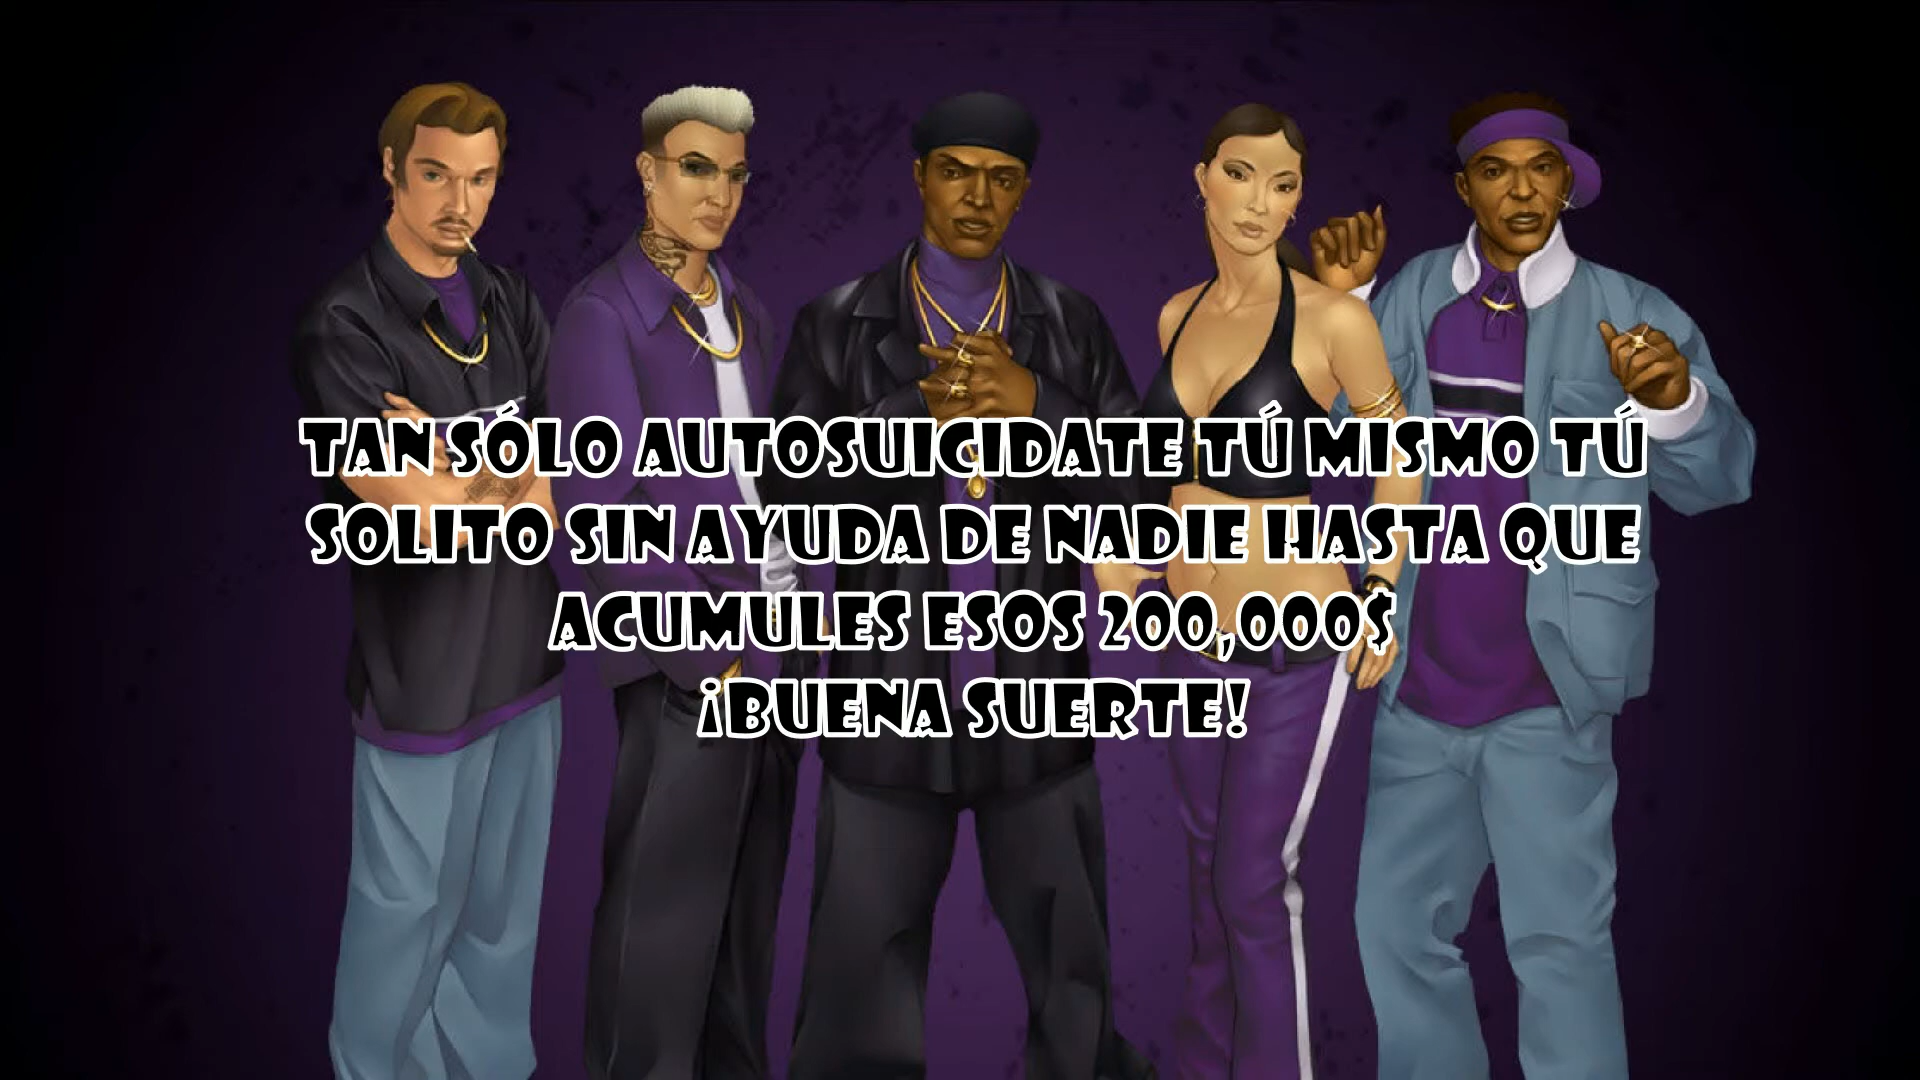 TAN SÓLO AUTOSUICIDATE TÚ MISMO TÚ
SOLITO SIN AYUDA DE NADIE HASTA QUE
ACUMULES ESOS 200,000$
¡BUENA SUERTE!